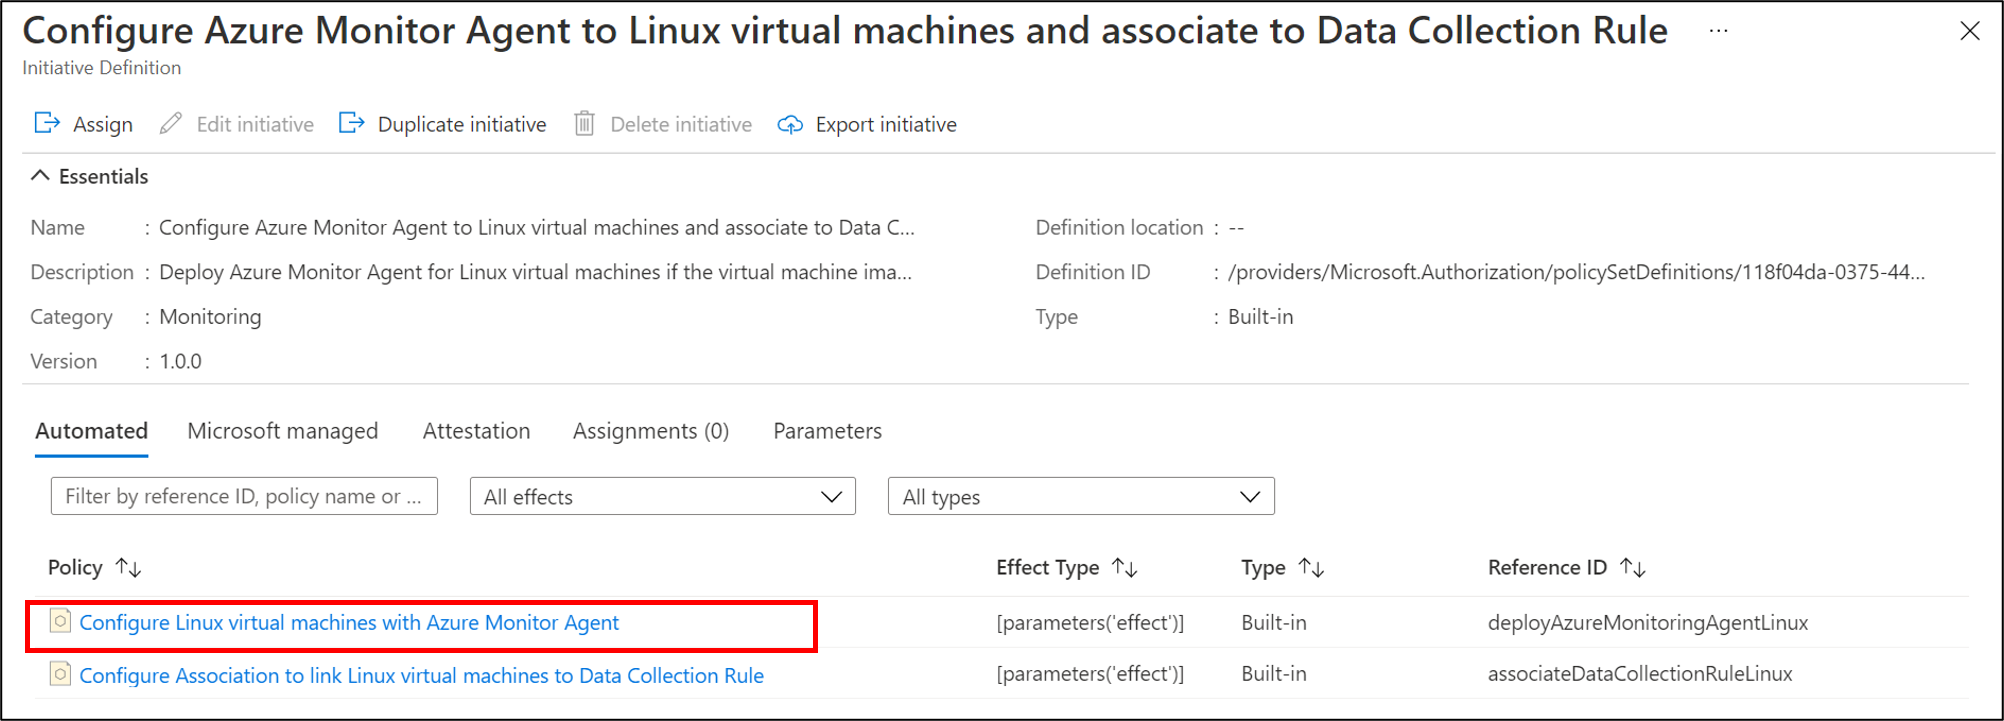 Configure Azure Monitor Agent to Linux virtual machines and associate to Data Collection Rule ...
Initiative Definition
Assign Edit initiative Duplicate initiative Delete initiative Export initiative
Essentials
Name : Configure Azure Monitor Agent to Linux virtual machines and associate to Data C... Definition location : --
Description : Deploy Azure Monitor Agent for Linux virtual machines if the virtual machine ima... Definition ID : /providers/Microsoft.Authorization/policySetDefinitions/118f04da-0375-44...
Category : Monitoring Type : Built-in
Version : 1.0.0
Automated Microsoft managed Attestation Assignments (0) Parameters
Filter by reference ID, policy name or ... All effects All types
Policy ↑↓ Effect Type ↑↓ Type ↑↓ Reference ID ↑↓
Configure Linux virtual machines with Azure Monitor Agent [parameters('effect')] Built-in deployAzureMonitoringAgentLinux
Configure Association to link Linux virtual machines to Data Collection Rule [parameters('effect')] Built-in associateDataCollectionRuleLinux